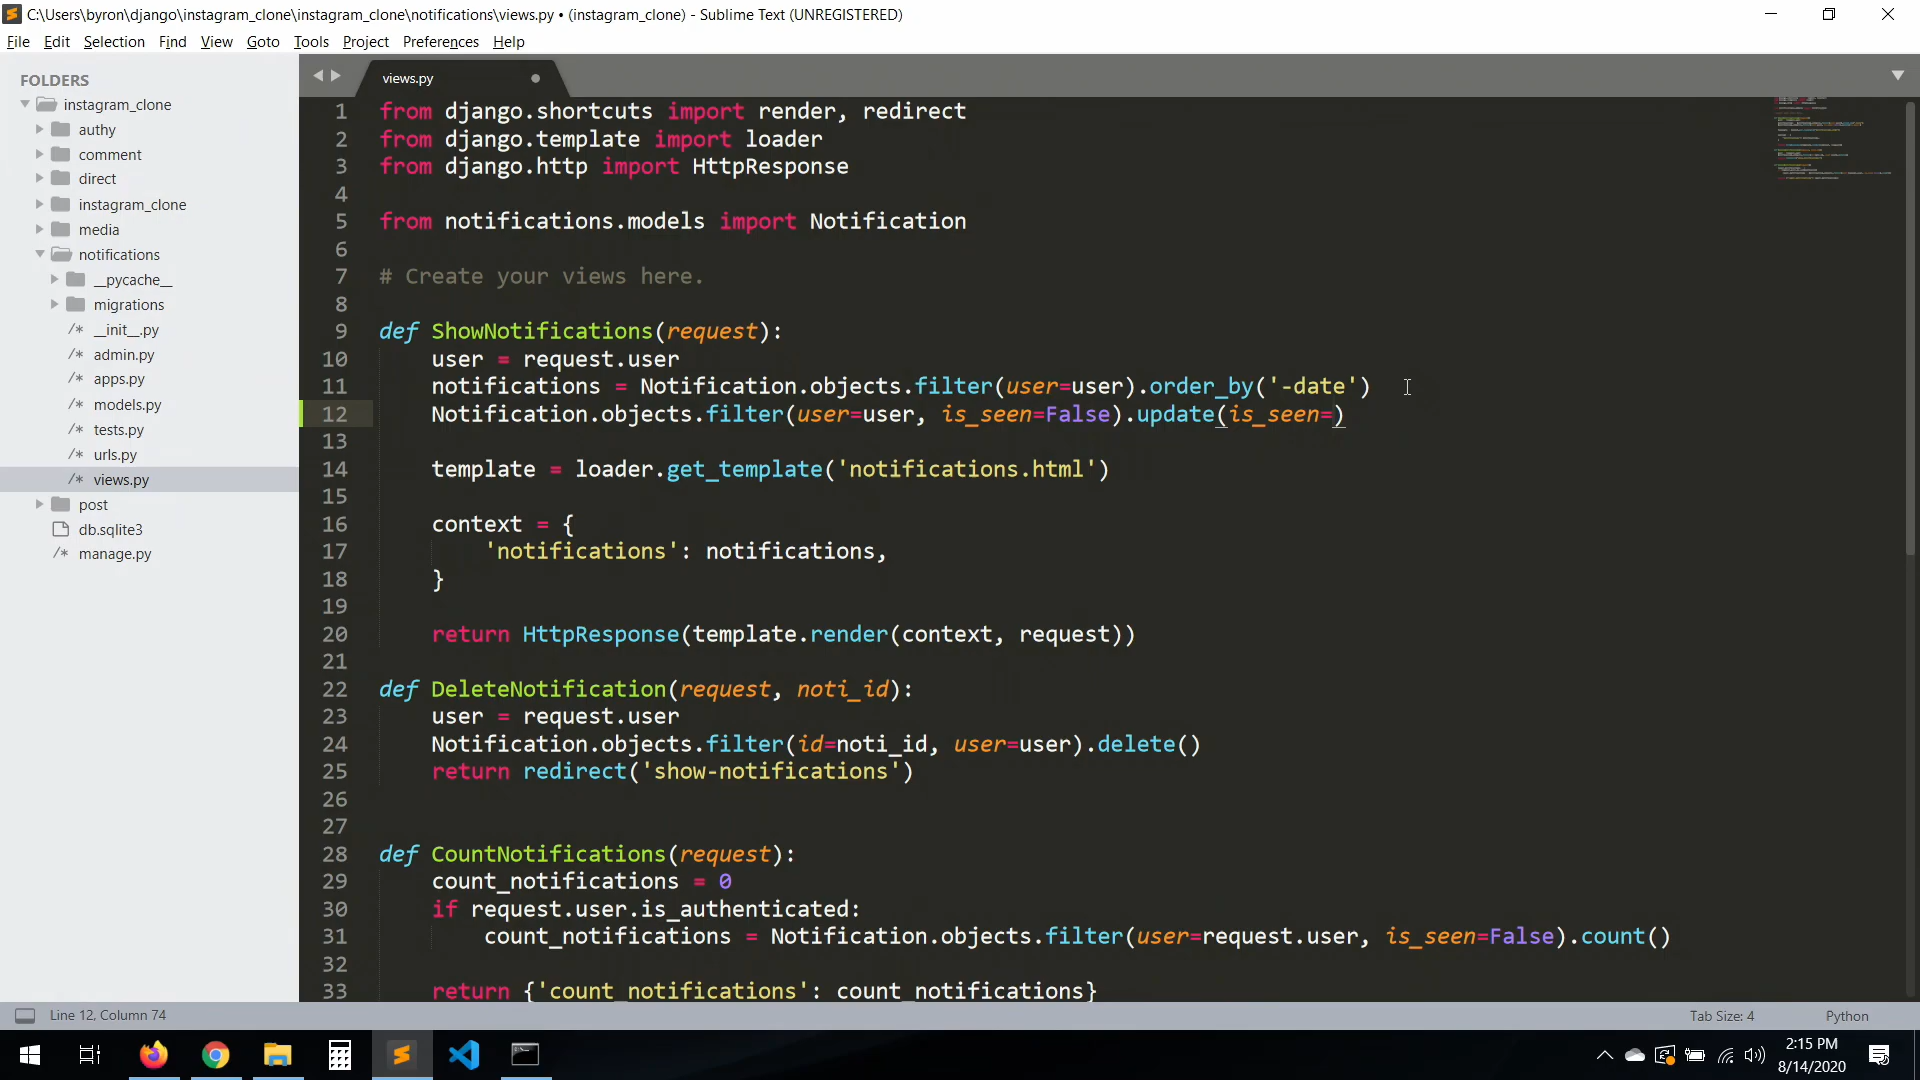 C:\Users\byron\django\instagram_clone\instagram_clone\notifications\views.py • (instagram_clone) - Sublime Text (UNREGISTERED)
File Edit Selection Find View Goto Tools Project Preferences Help
FOLDERS
instagram_clone
authy
comment
direct
instagram_clone
media
notifications
__pycache__
migrations
/* __init__.py
/* admin.py
/* apps.py
/* models.py
/* tests.py
/* urls.py
/* views.py
post
db.sqlite3
/* manage.py
views.py
1 from django.shortcuts import render, redirect
2 from django.template import loader
3 from django.http import HttpResponse
4
5 from notifications.models import Notification
6
7 # Create your views here.
8
9 def ShowNotifications(request):
10 user = request.user
11 notifications = Notification.objects.filter(user=user).order_by('-date')
12 Notification.objects.filter(user=user, is_seen=False).update(is_seen=)
13
14 template = loader.get_template('notifications.html')
15
16 context = {
17 'notifications': notifications,
18 }
19
20 return HttpResponse(template.render(context, request))
21
22 def DeleteNotification(request, noti_id):
23 user = request.user
24 Notification.objects.filter(id=noti_id, user=user).delete()
25 return redirect('show-notifications')
26
27
28 def CountNotifications(request):
29 count_notifications = 0
30 if request.user.is_authenticated:
31 count_notifications = Notification.objects.filter(user=request.user, is_seen=False).count()
32
33 return {'count_notifications': count_notifications}
Line 12, Column 74
Tab Size: 4
Python
2:15 PM
8/14/2020